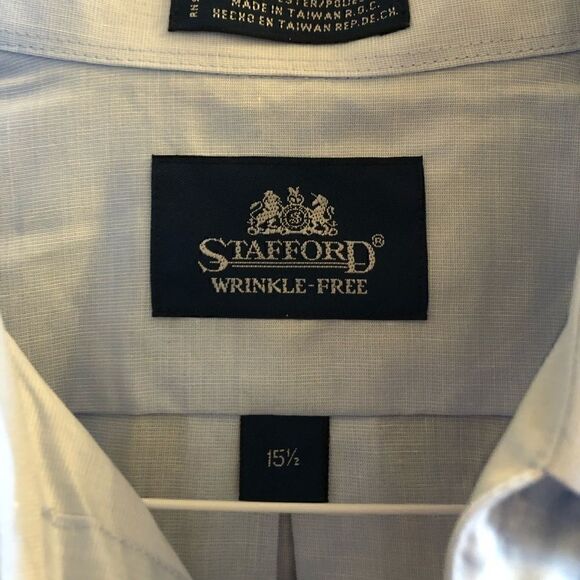 MADE IN TAIWAN R.O.C.
HECHO EN TAIWAN REP.DE.CH.
STAFFORD®
WRINKLE-FREE
15½